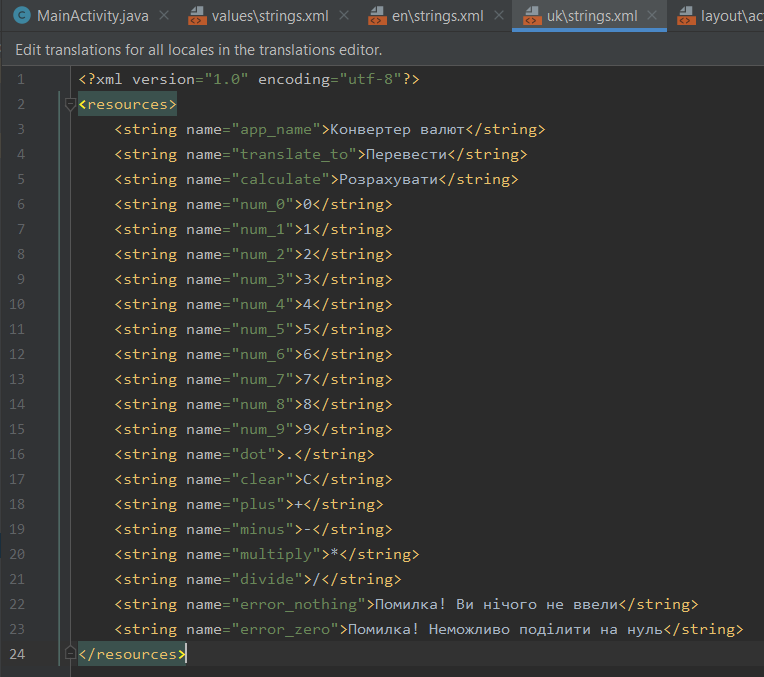 MainActivity.java values\strings.xml en\strings.xml uk\strings.xml layout\ac
Edit translations for all locales in the translations editor.
1 <?xml version="1.0" encoding="utf-8"?>
2 <resources>
3 <string name="app_name">Конвертер валют</string>
4 <string name="translate_to">Перевести</string>
5 <string name="calculate">Розрахувати</string>
6 <string name="num_0">0</string>
7 <string name="num_1">1</string>
8 <string name="num_2">2</string>
9 <string name="num_3">3</string>
10 <string name="num_4">4</string>
11 <string name="num_5">5</string>
12 <string name="num_6">6</string>
13 <string name="num_7">7</string>
14 <string name="num_8">8</string>
15 <string name="num_9">9</string>
16 <string name="dot">.</string>
17 <string name="clear">C</string>
18 <string name="plus">+</string>
19 <string name="minus">-</string>
20 <string name="multiply">*</string>
21 <string name="divide">/</string>
22 <string name="error_nothing">Помилка! Ви нічого не ввели</string>
23 <string name="error_zero">Помилка! Неможливо поділити на нуль</string>
24 </resources>